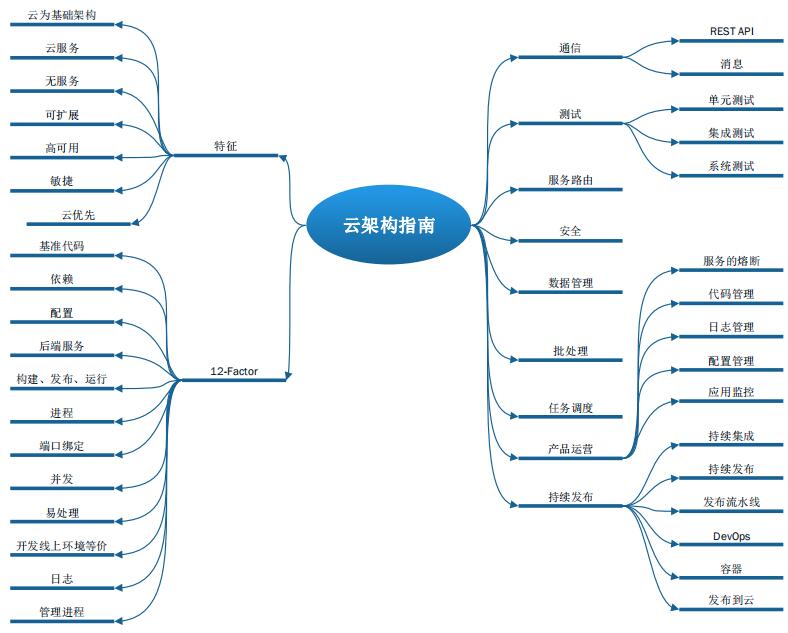 云架构指南
特征
云为基础架构
云服务
无服务
可扩展
高可用
敏捷
云优先
12-Factor
基准代码
依赖
配置
后端服务
构建、发布、运行
进程
端口绑定
并发
易处理
开发线上环境等价
日志
管理进程
通信
REST API
消息
测试
单元测试
集成测试
系统测试
服务路由
安全
数据管理
批处理
任务调度
产品运营
服务的熔断
代码管理
日志管理
配置管理
应用监控
持续发布
持续集成
持续发布
发布流水线
DevOps
容器
发布到云